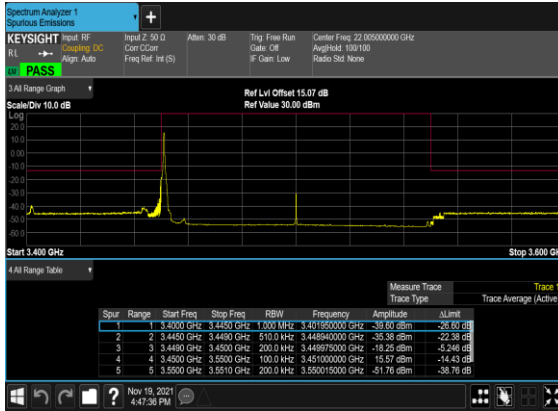 Spectrum Analyzer 1
Spurious Emissions
+
KEYSIGHT Input: RF Input Z: 50 Ω Atten: 30 dB Trig: Free Run Center Freq: 22.005000000 GHz
RL Coupling: DC Corr CCorr Gate: Off Avg|Hold: 100/100
Align: Auto Freq Ref: Int (S) IF Gain: Low Radio Std: None
PASS
3 All Range Graph
Ref Lvl Offset 15.07 dB
Scale/Div 10.0 dB Ref Value 30.00 dBm
Log
20.0
10.0
0.00
-10.0
-20.0
-30.0
-40.0
-50.0
-60.0
Start 3.400 GHz Stop 3.600 GH
4 All Range Table
Measure Trace Trace 1
Trace Type Trace Average (Active
Spur Range Start Freq Stop Freq RBW Frequency Amplitude ΔLimit
1 1 3.4000 GHz 3.4450 GHz 1.000 MHz 3.401950000 GHz -39.60 dBm -26.60 dB
2 2 3.4450 GHz 3.4490 GHz 510.0 kHz 3.448940000 GHz -35.38 dBm -22.38 dB
3 3 3.4490 GHz 3.4500 GHz 200.0 kHz 3.449975000 GHz -18.25 dBm -5.246 dB
4 4 3.4500 GHz 3.5500 GHz 100.0 kHz 3.451000000 GHz 15.57 dBm -14.43 dB
5 5 3.5500 GHz 3.5510 GHz 200.0 kHz 3.550015000 GHz -51.76 dBm -38.76 dB
?
Nov 19, 2021
4:47:36 PM